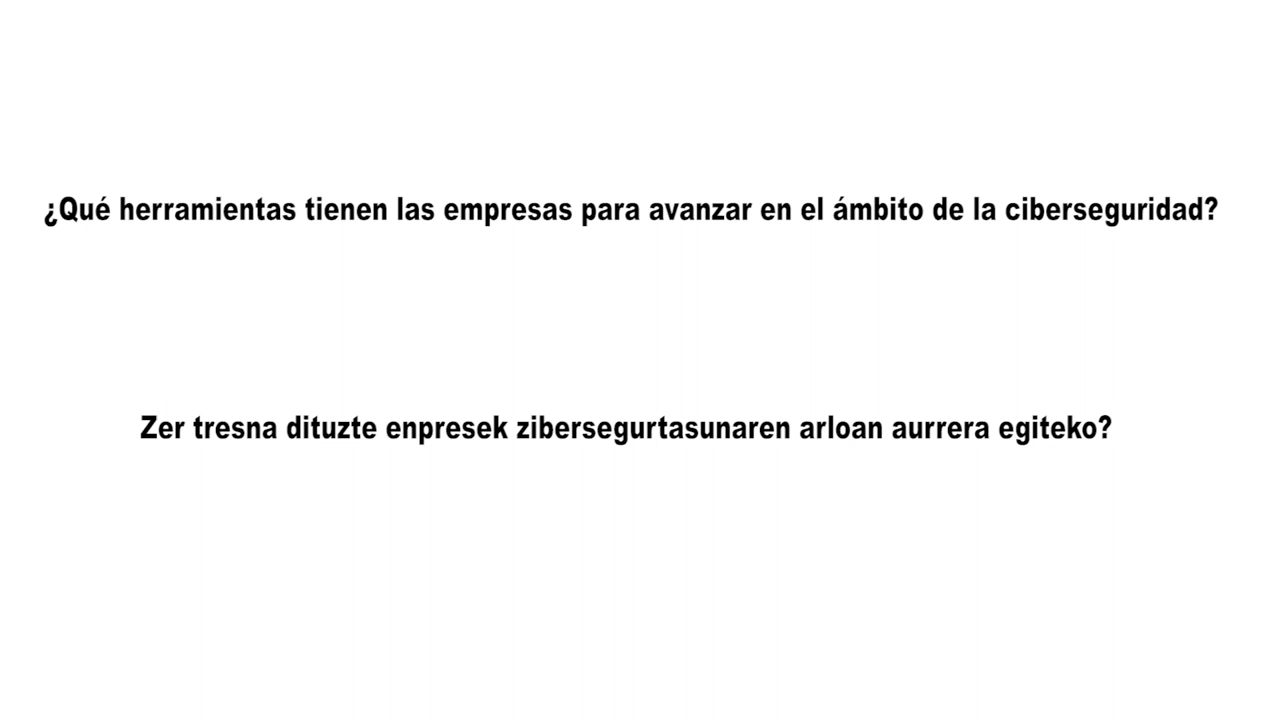 ¿Qué herramientas tienen las empresas para avanzar en el ámbito de la ciberseguridad?
Zer tresna dituzte enpresek zibersegurtasunaren arloan aurrera egiteko?